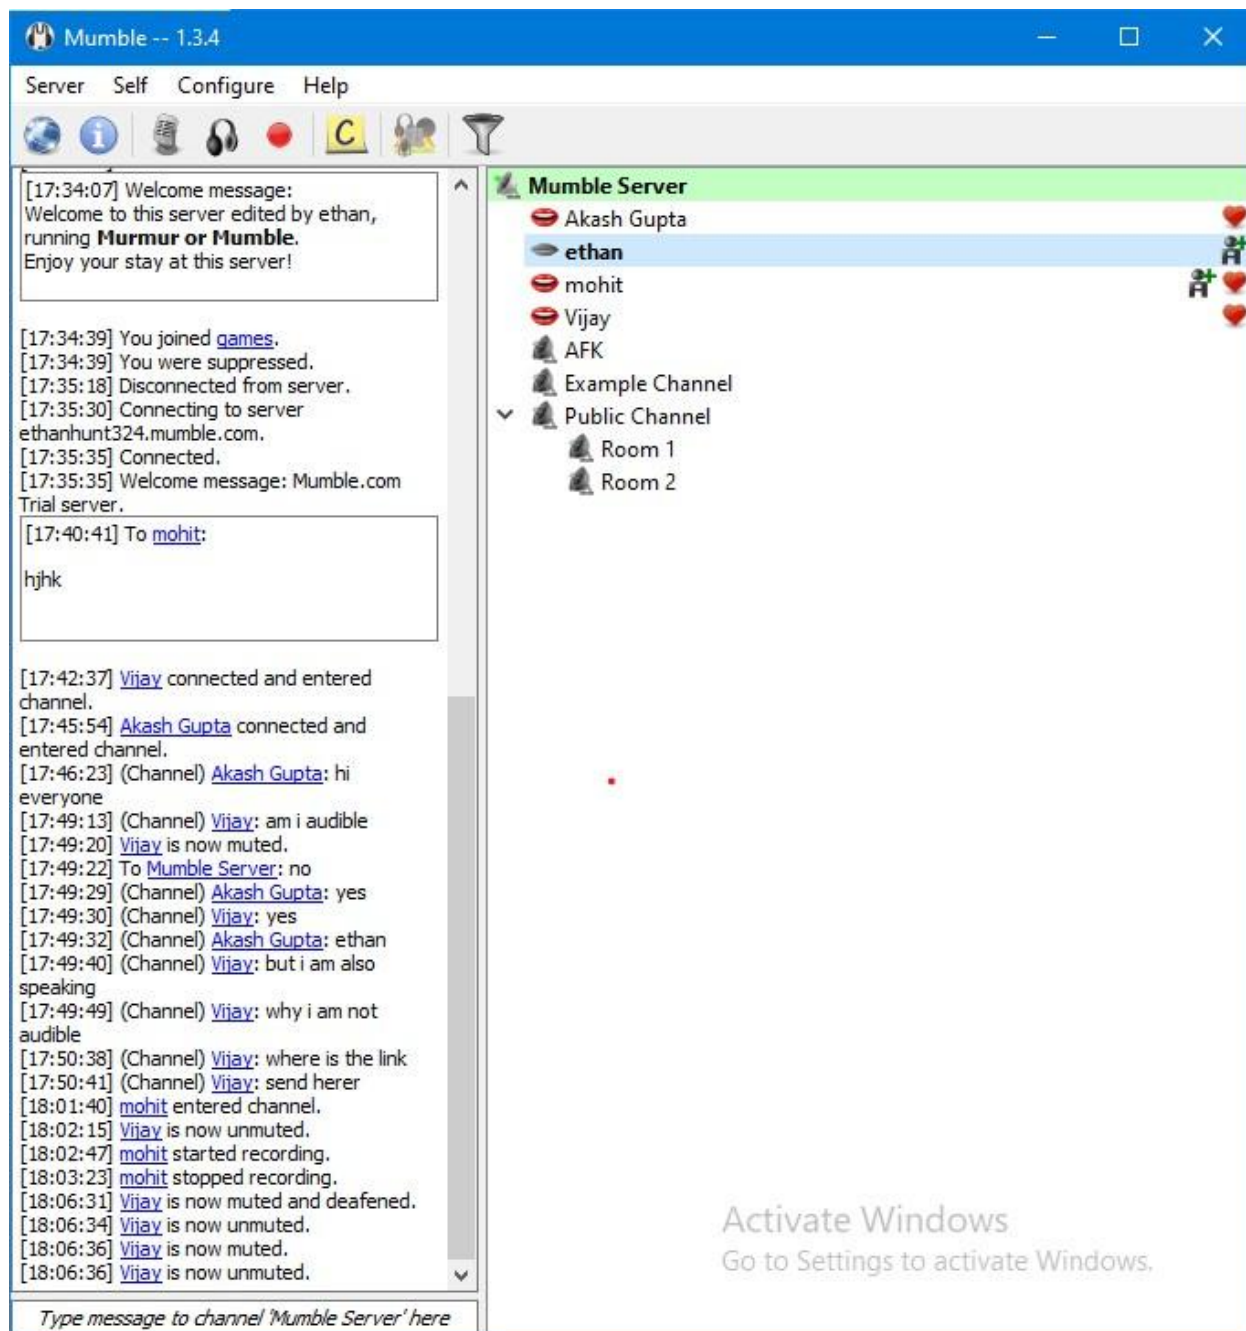 Mumble -- 1.3.4
Server Self Configure Help
C
[17:34:07] Welcome message:
Welcome to this server edited by ethan,
running Murmur or Mumble.
Enjoy your stay at this server!
[17:34:39] You joined games.
[17:34:39] You were suppressed.
[17:35:18] Disconnected from server.
[17:35:30] Connecting to server
ethanhunt324.mumble.com.
[17:35:35] Connected.
[17:35:35] Welcome message: Mumble.com
Trial server.
[17:40:41] To mohit:
hjhk
[17:42:37] Vijay connected and entered
channel.
[17:45:54] Akash Gupta connected and
entered channel.
[17:46:23] (Channel) Akash Gupta: hi
everyone
[17:49:13] (Channel) Vijay: am i audible
[17:49:20] Vijay is now muted.
[17:49:22] To Mumble Server: no
[17:49:29] (Channel) Akash Gupta: yes
[17:49:30] (Channel) Vijay: yes
[17:49:32] (Channel) Akash Gupta: ethan
[17:49:40] (Channel) Vijay: but i am also
speaking
[17:49:49] (Channel) Vijay: why i am not
audible
[17:50:38] (Channel) Vijay: where is the link
[17:50:41] (Channel) Vijay: send herer
[18:01:40] mohit entered channel.
[18:02:15] Vijay is now unmuted.
[18:02:47] mohit started recording.
[18:03:23] mohit stopped recording.
[18:06:31] Vijay is now muted and deafened.
[18:06:34] Vijay is now unmuted.
[18:06:36] Vijay is now muted.
[18:06:36] Vijay is now unmuted.
Type message to channel 'Mumble Server' here
Mumble Server
Akash Gupta
ethan
mohit
Vijay
AFK
Example Channel
Public Channel
Room 1
Room 2
Activate Windows
Go to Settings to activate Windows.